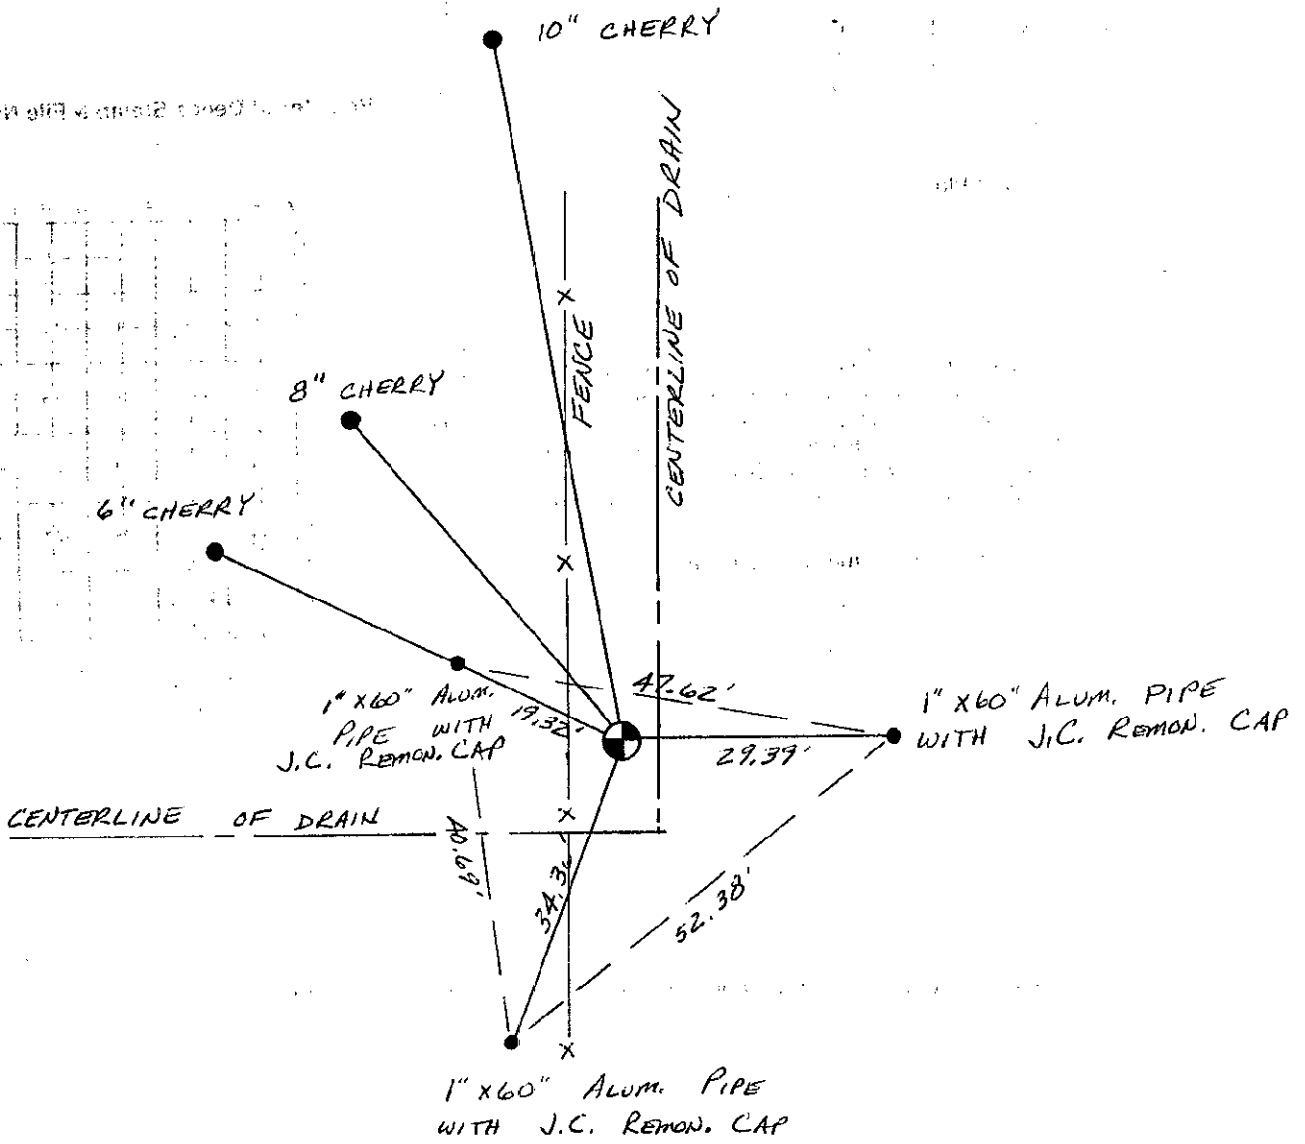 10" CHERRY
CENTERLINE OF DRAIN
FENCE
8" CHERRY
6" CHERRY
47.62'
1" X60" ALUM.
PIPE WITH
J.C. REMON. CAP
19.32'
1" X60" ALUM. PIPE
WITH J.C. REMON. CAP
29.39'
CENTERLINE OF DRAIN
40.69'
52.38'
1" X60" ALUM. PIPE
WITH J.C. REMON. CAP